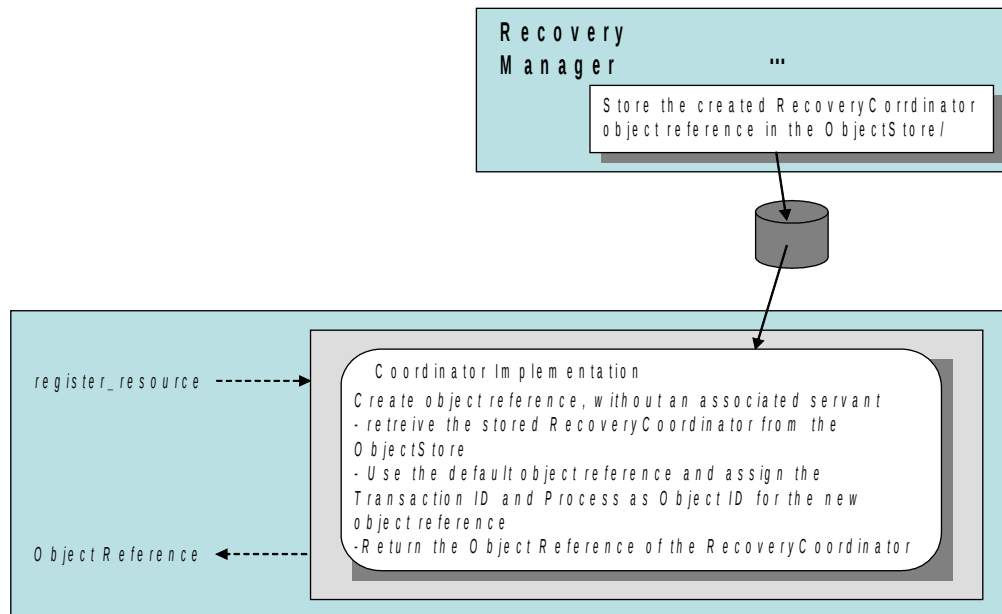 Recovery
Manager
...
Store the created RecoveryCorrdinator
object reference in the ObjectStore/
register_resource
Coordinator Implementation
Create object reference, without an associated servant
- retreive the stored RecoveryCoordinator from the
ObjectStore
- Use the default object reference and assign the
Transaction ID and Process as Object ID for the new
object reference
-Return the Object Reference of the RecoveryCoordinator
ObjectReference